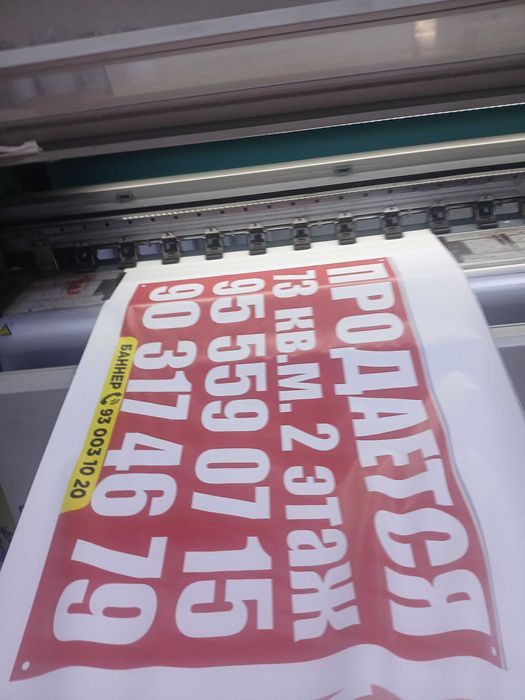 ПРОДАЕТСЯ
73 КВ.М. 2 ЭТАЖ
95 559 07 15
90 317 46 79
БАННЕР 93 003 10 20